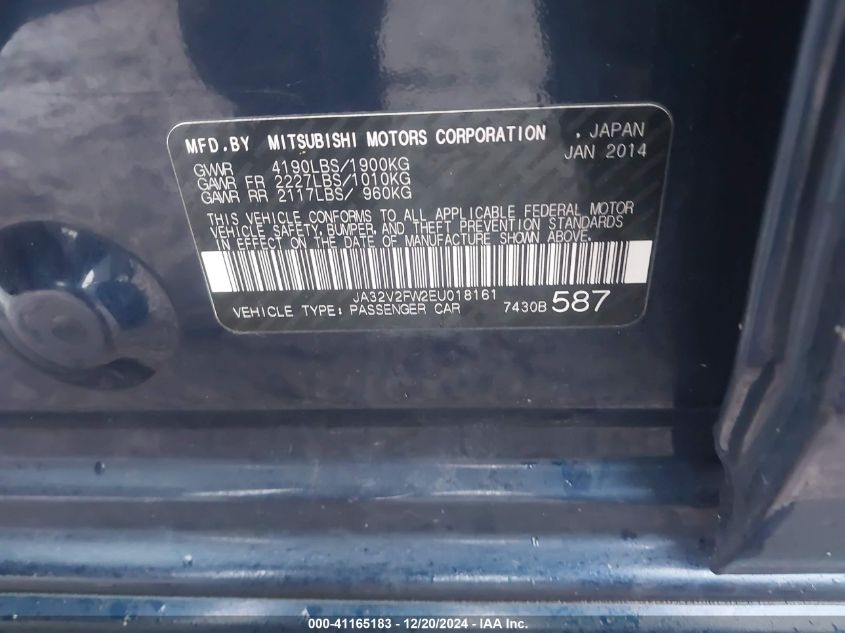 MFD.BY MITSUBISHI MOTORS CORPORATION , JAPAN
GVWR 4190LBS/1900KG JAN 2014
GAWR FR 2227LBS/1010KG
GAWR RR 2117LBS/ 960KG
THIS VEHICLE CONFORMS TO ALL APPLICABLE FEDERAL MOTOR
VEHICLE SAFETY, BUMPER, AND THEFT PREVENTION STANDARDS
IN EFFECT ON THE DATE OF MANUFACTURE SHOWN ABOVE.
JA32V2FW2EU018161
VEHICLE TYPE: PASSENGER CAR 7430B 587
000-41165183 - 12/20/2024 - IAA Inc.